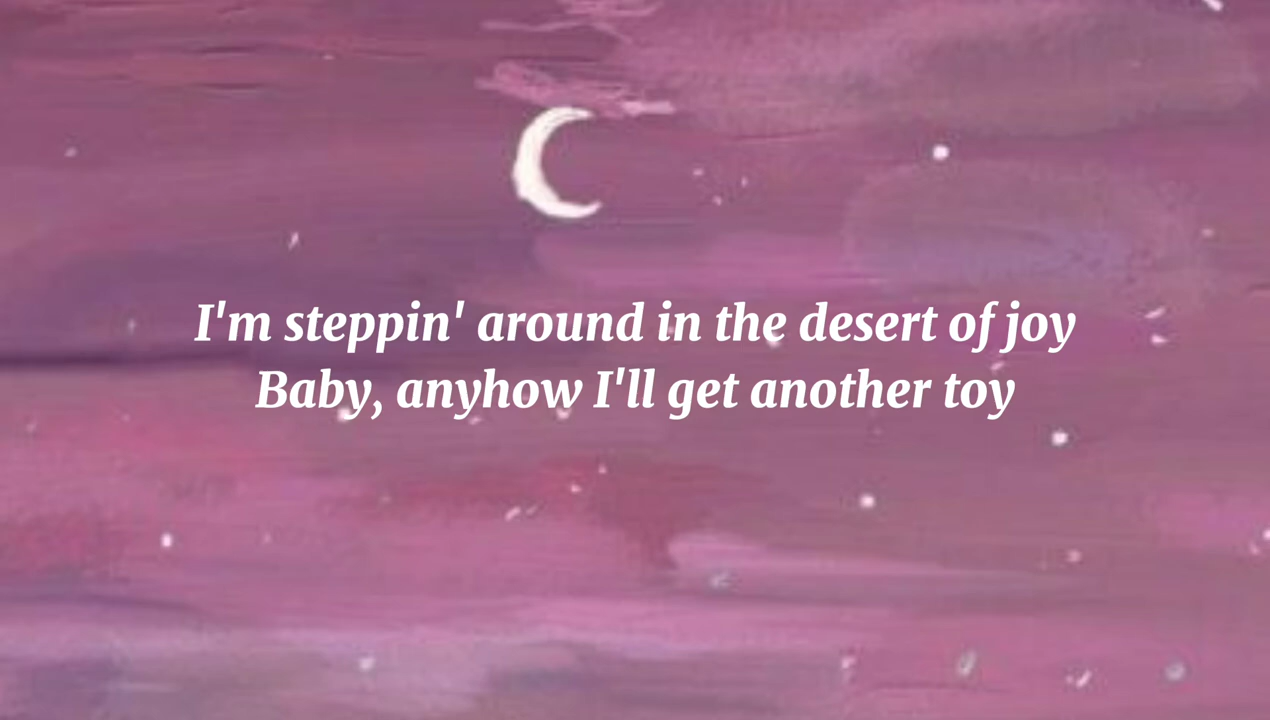 I'm steppin' around in the desert of joy
Baby, anyhow I'll get another toy